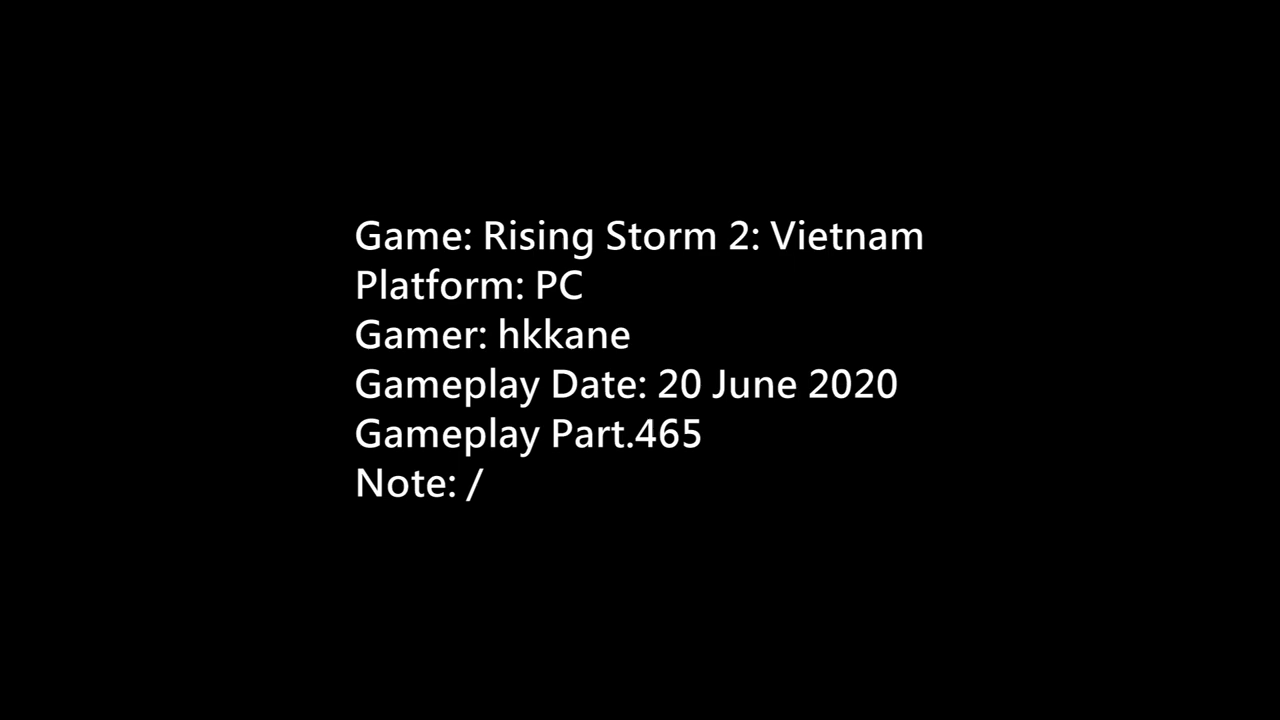 Game: Rising Storm 2: Vietnam
Platform: PC
Gamer: hkkane
Gameplay Date: 20 June 2020
Gameplay Part.465
Note: /